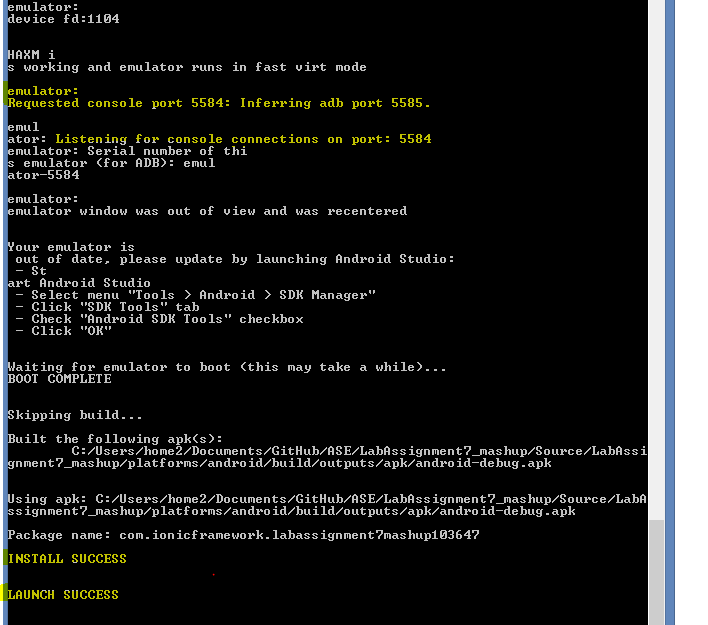 emulator:
device fd:1104
HAXM i
s working and emulator runs in fast virt mode
emulator:
Requested console port 5584: Inferring adb port 5585.
emul
ator: Listening for console connections on port: 5584
emulator: Serial number of thi
s emulator (for ADB): emul
ator-5584
emulator:
emulator window was out of view and was recentered
Your emulator is
out of date, please update by launching Android Studio:
- St
art Android Studio
- Select menu "Tools > Android > SDK Manager"
- Click "SDK Tools" tab
- Check "Android SDK Tools" checkbox
- Click "OK"
Waiting for emulator to boot (this may take a while)...
BOOT COMPLETE
Skipping build...
Built the following apk(s):
C:/Users/home2/Documents/GitHub/ASE/LabAssignment7_mashup/Source/LabAssi
gnment7_mashup/platforms/android/build/outputs/apk/android-debug.apk
Using apk: C:/Users/home2/Documents/GitHub/ASE/LabAssignment7_mashup/Source/LabA
ssignment7_mashup/platforms/android/build/outputs/apk/android-debug.apk
Package name: com.ionicframework.labassignment7mashup103647
INSTALL SUCCESS
LAUNCH SUCCESS